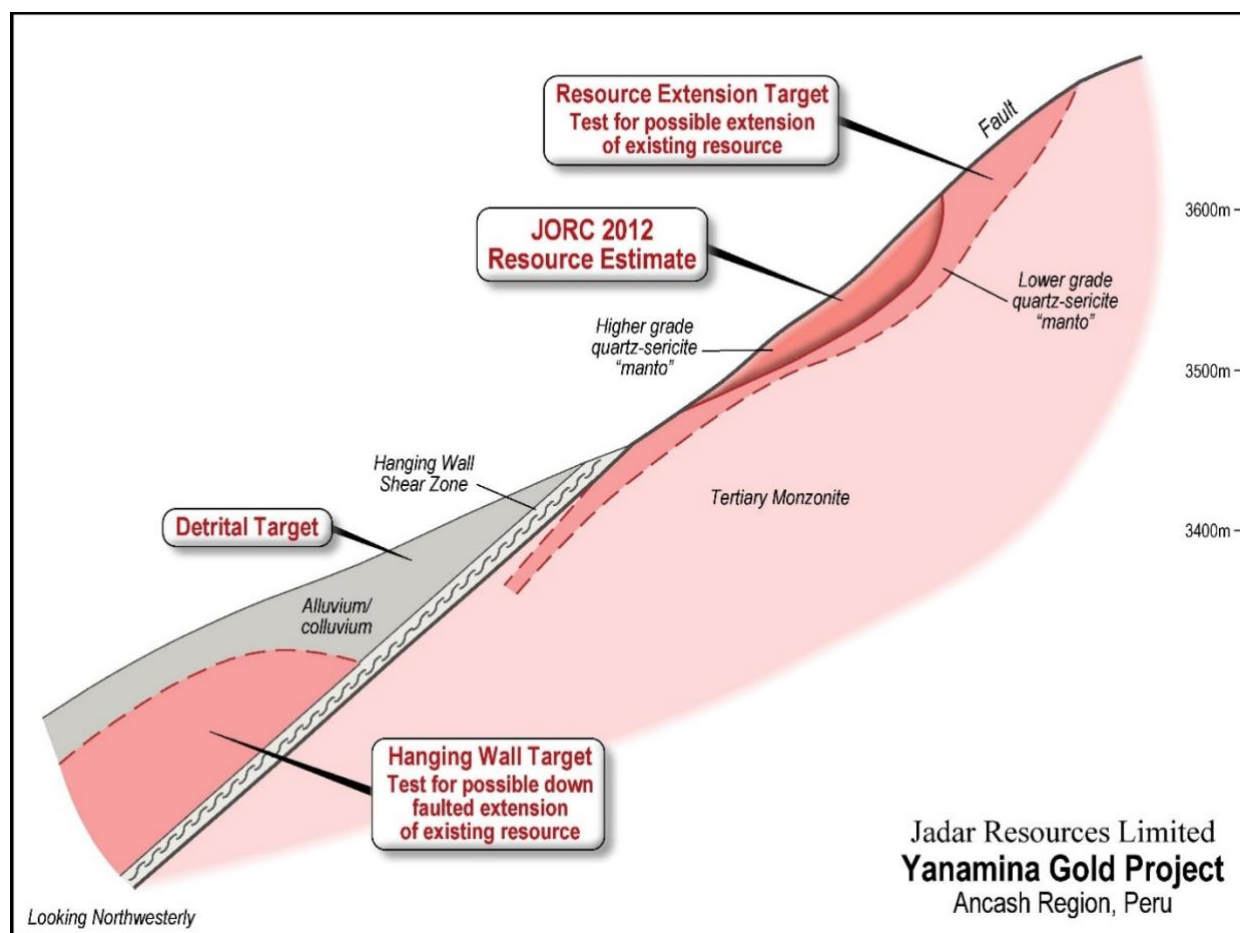 Resource Extension Target
Test for possible extension
of existing resource
Fault
3600m
JORC 2012
Resource Estimate
Lower grade
quartz-sericite
“manto”
Higher grade
quartz-sericite
“manto”
3500m
Hanging Wall
Shear Zone
Tertiary Monzonite
Detrital Target
3400m
Alluvium/
colluvium
Hanging Wall Target
Test for possible down
faulted extension
of existing resource
Jadar Resources Limited
Yanamina Gold Project
Ancash Region, Peru
Looking Northwesterly